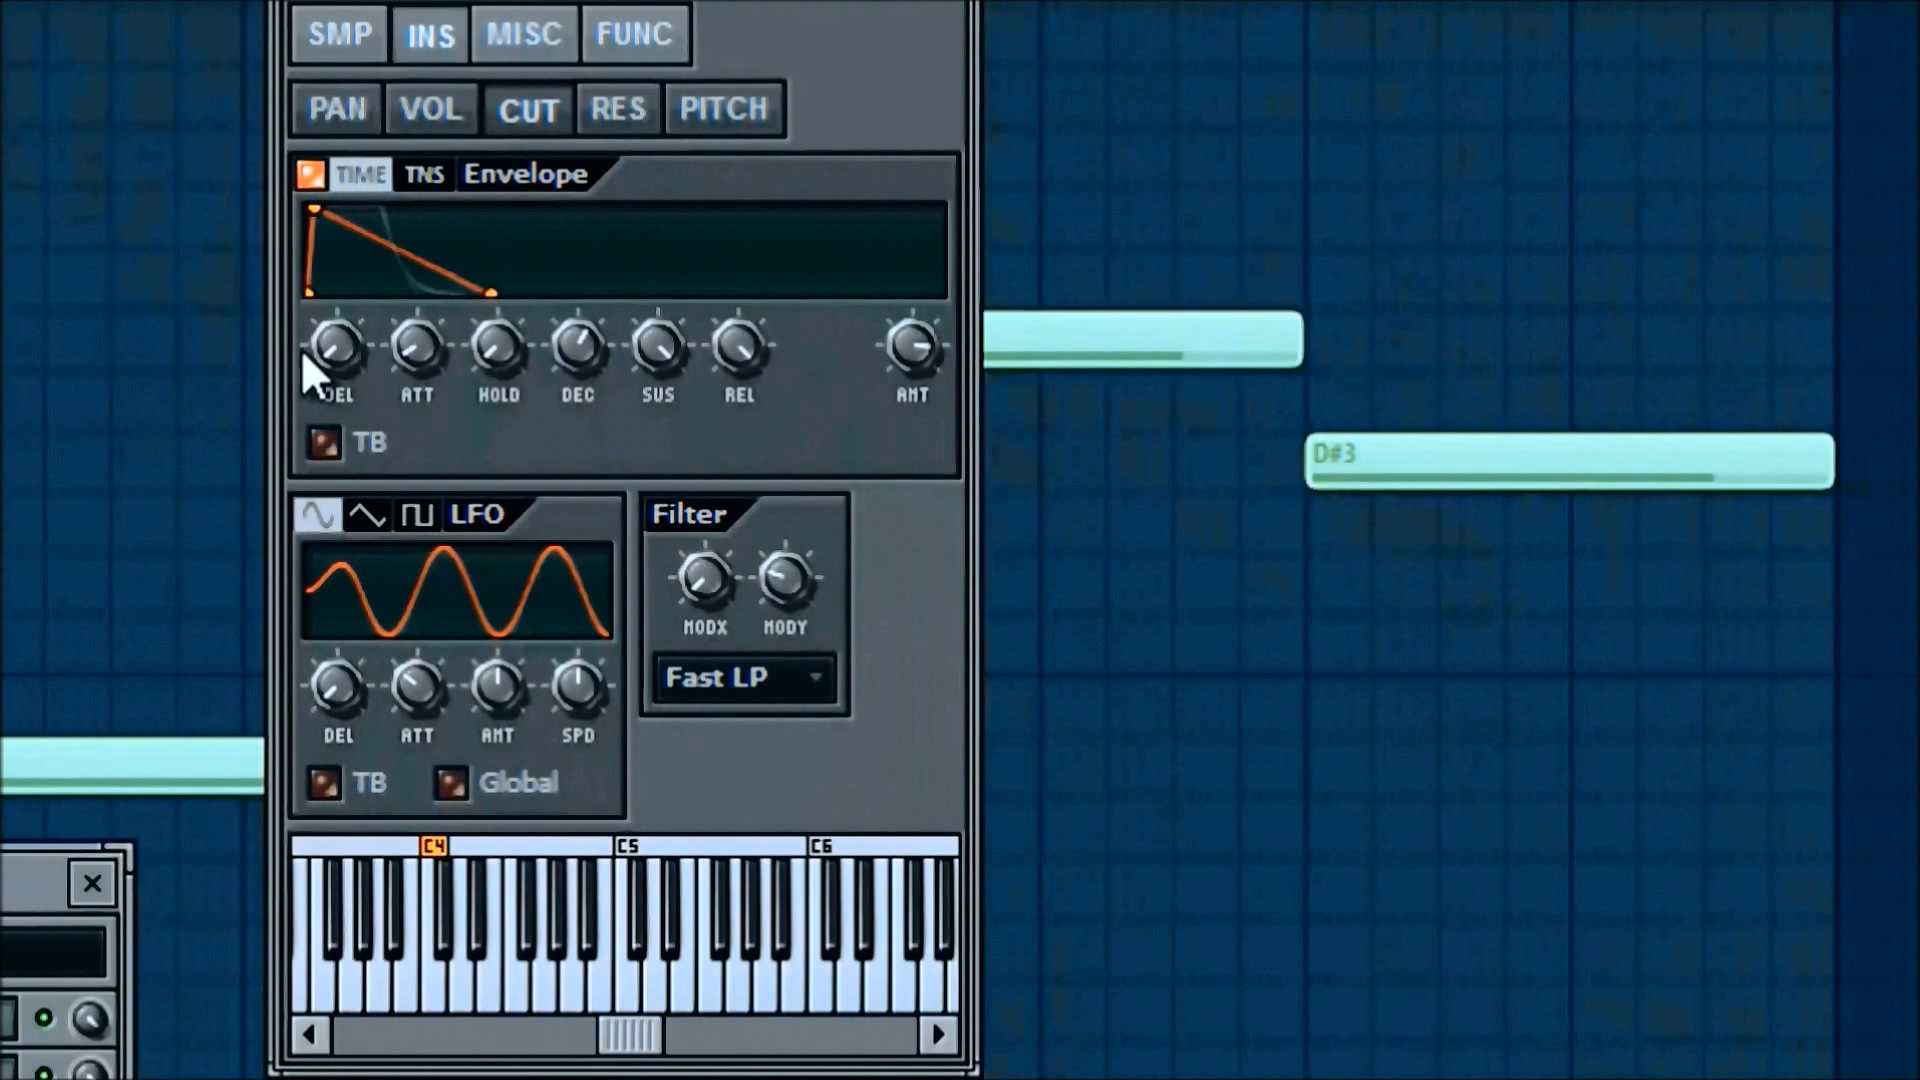 SMP INS MISC FUNC
PAN VOL CUT RES PITCH
TIME TNS Envelope
DEL ATT HOLD DEC SUS REL AMT
TB
D#3
LFO Filter
MODX MODY
Fast LP
DEL ATT AMT SPD
TB Global
C4 C5 C6